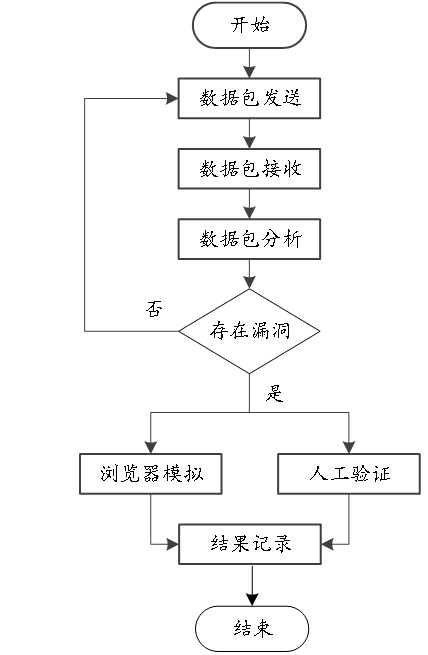 开始
数据包发送
数据包接收
数据包分析
否
存在漏洞
是
浏览器模拟
人工验证
结果记录
结束